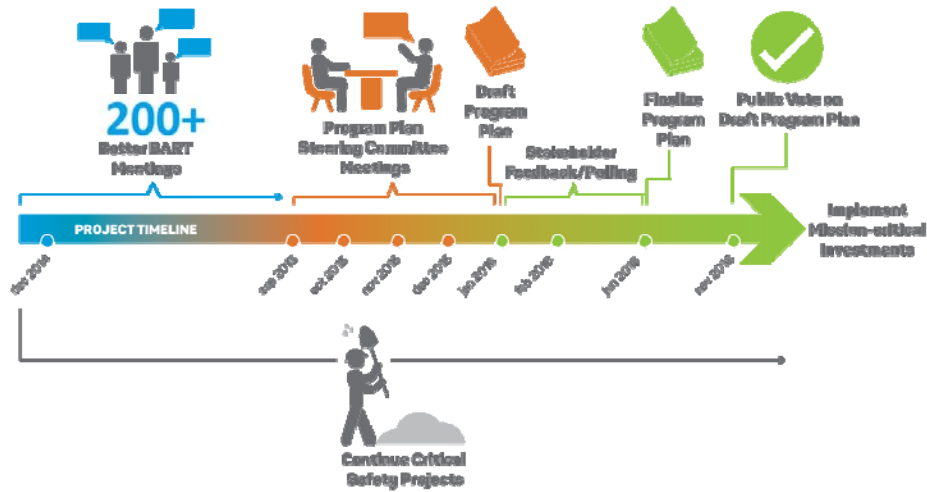 200+
Better BART
Meetings
Program Plan
Steering Committee
Meetings
Draft
Program
Plan
Stakeholder
Feedback/Polling
Finalize
Program
Plan
Public Vote on
Draft Program Plan
PROJECT TIMELINE
Implement
Mission-critical
Investments
dec 2014
sep 2015
oct 2015
nov 2015
dec 2015
jan 2016
feb 2016
jun 2016
nov 2016
Continue Critical
Safety Projects